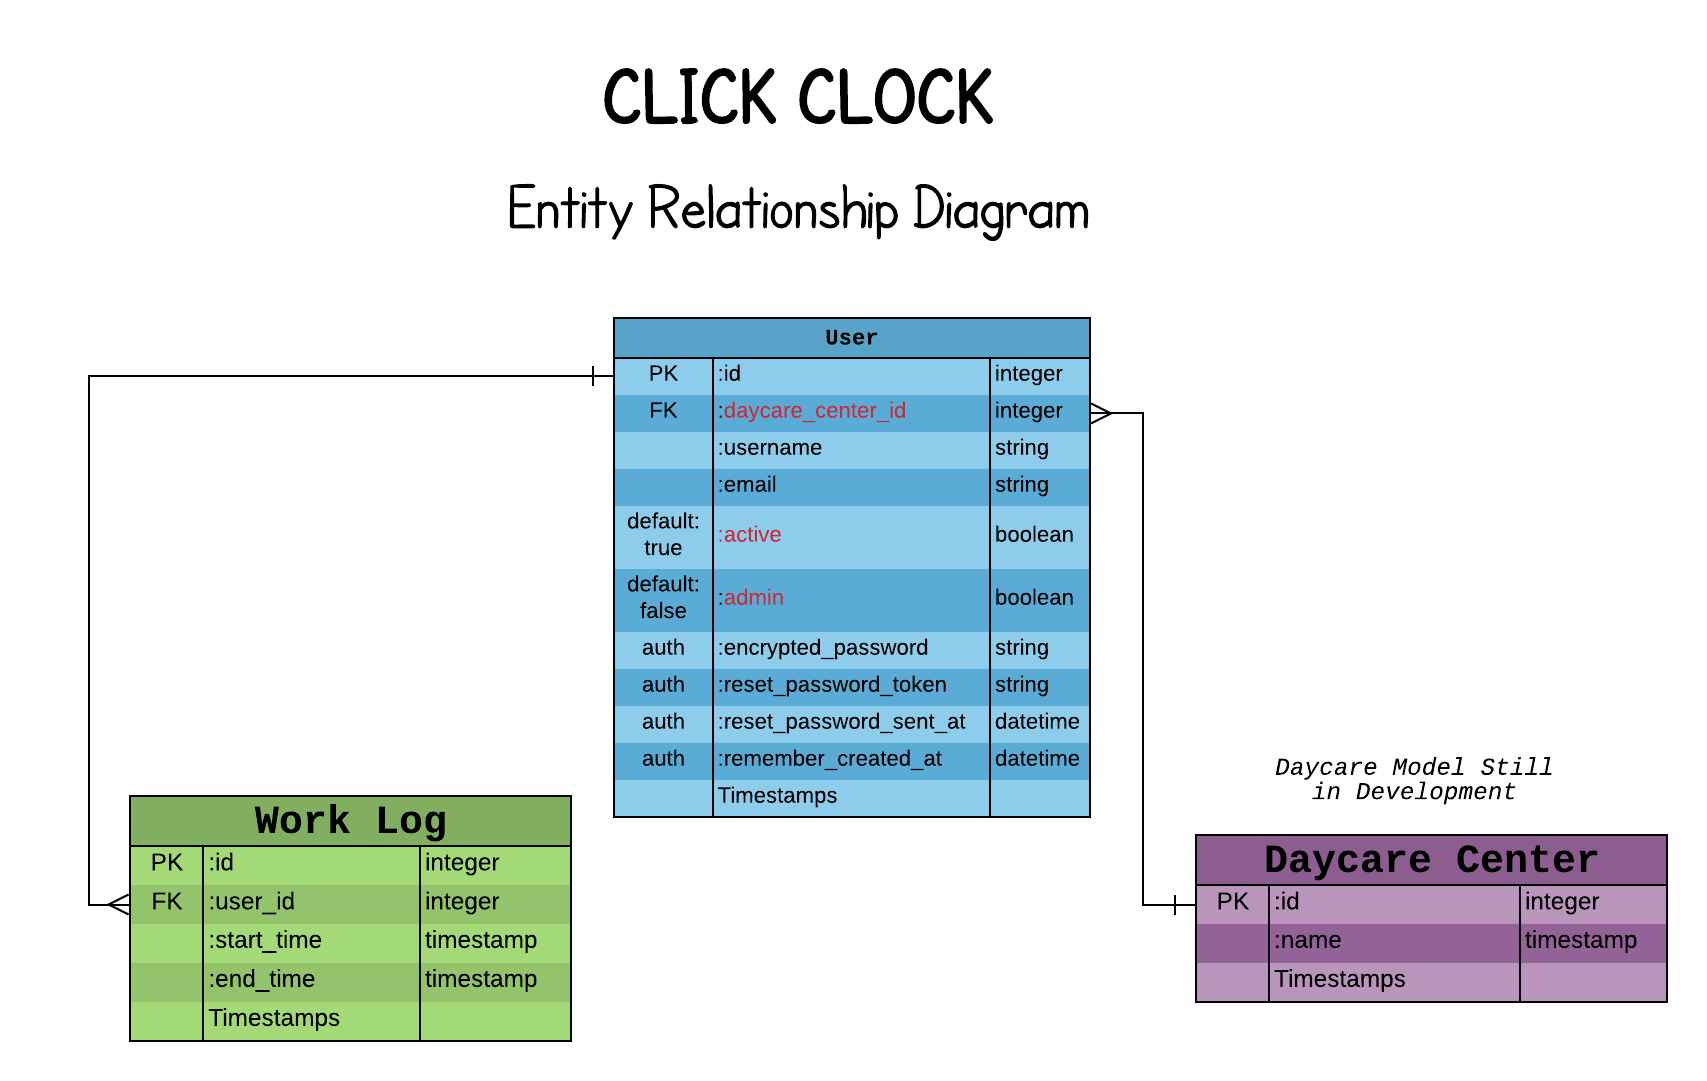 CLICK CLOCK
Entity Relationship Diagram
User
PK :id integer
FK :daycare_center_id integer
:username string
:email string
default: true :active boolean
default: false :admin boolean
auth :encrypted_password string
auth :reset_password_token string
auth :reset_password_sent_at datetime
auth :remember_created_at datetime
Timestamps
Work Log
PK :id integer
FK :user_id integer
:start_time timestamp
:end_time timestamp
Timestamps
Daycare Model Still
in Development
Daycare Center
PK :id integer
:name timestamp
Timestamps